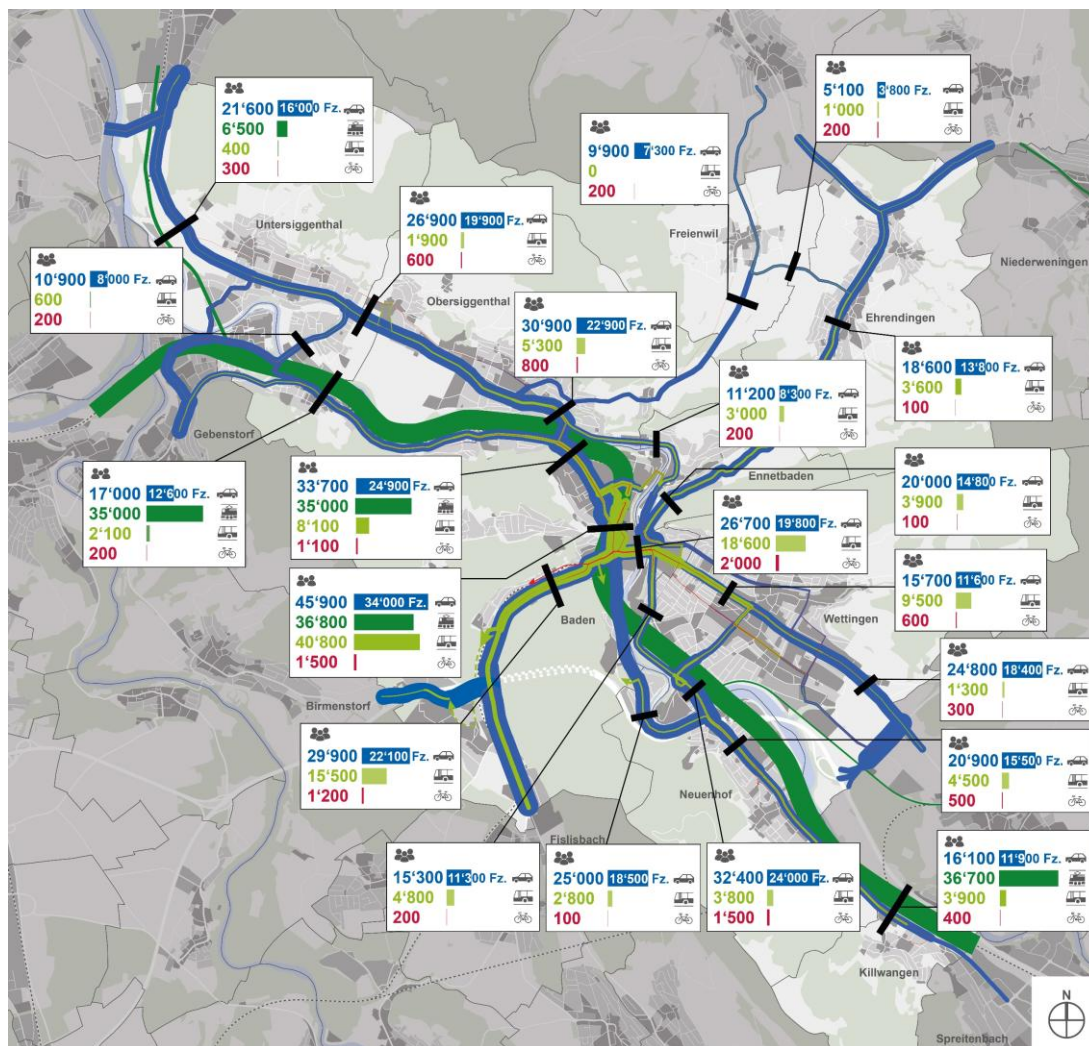 5‘100 3‘800 Fz.
1‘000
200
21‘600 16‘000 Fz.
6‘500
400
300
9‘900 7‘300 Fz.
0
200
26‘900 19‘900 Fz.
1‘900
600
Untersiggenthal
Freienwil
Niederweningen
10‘900 8‘000 Fz.
600
200
Obersiggenthal
30‘900 22‘900 Fz.
5‘300
800
Ehrendingen
18‘600 13‘800 Fz.
3‘600
100
11‘200 8‘300 Fz.
3‘000
200
Gebenstorf
17‘000 12‘600 Fz.
35‘000
2‘100
200
33‘700 24‘900 Fz.
35‘000
8‘100
1‘100
Ennetbaden
20‘000 14‘800 Fz.
3‘900
100
26‘700 19‘800 Fz.
18‘600
2‘000
15‘700 11‘600 Fz.
9‘500
600
45‘900 34‘000 Fz.
36‘800
40‘800
1‘500
Baden
Wettingen
24‘800 18‘400 Fz.
1‘300
300
Birmenstorf
29‘900 22‘100 Fz.
15‘500
1‘200
20‘900 15‘500 Fz.
4‘500
500
Neuenhof
Fislisbach
15‘300 11‘300 Fz.
4‘800
200
25‘000 18‘500 Fz.
2‘800
100
32‘400 24‘000 Fz.
3‘800
1‘500
16‘100 11‘900 Fz.
36‘700
3‘900
400
Killwangen
N
Spreitenbach